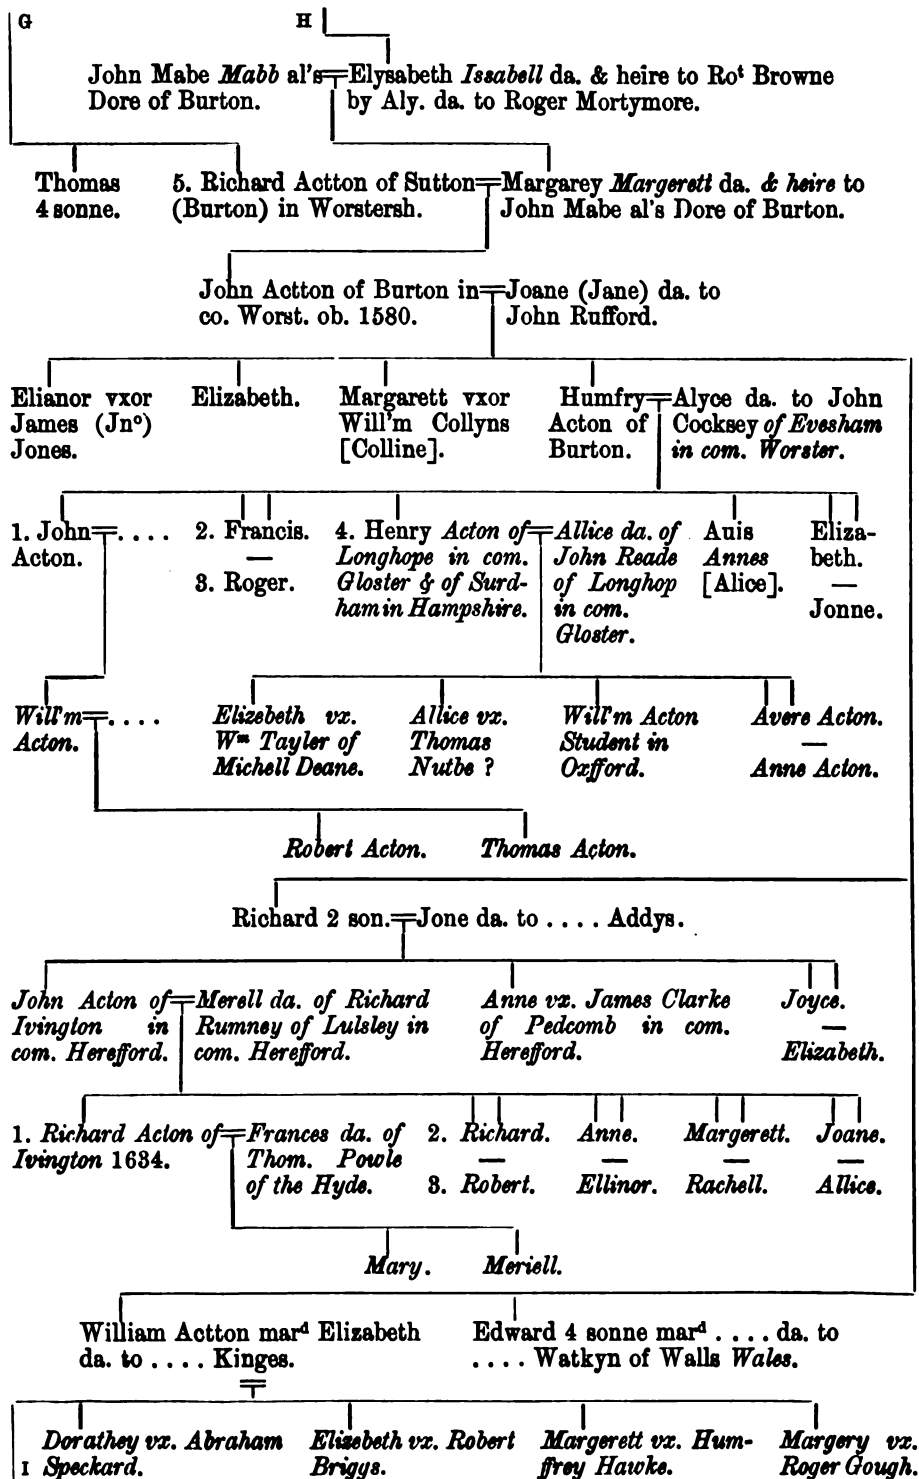 G
H
John Mabe Mabb al's=Elysabeth Issabell da. & heire to Roᵗ Browne
Dore of Burton. by Aly. da. to Roger Mortymore.
Thomas
4 sonne.
5. Richard Actton of Sutton=Margarey Margerett da. & heire to
(Burton) in Worstersh. John Mabe al's Dore of Burton.
John Actton of Burton in=Joane (Jane) da. to
co. Worst. ob. 1580. John Rufford.
Elianor vxor
James (Jnᵒ)
Jones.
Elizabeth.
Margarett vxor
Will'm Collyns
[Colline].
Humfry=Alyce da. to John
Acton of Cocksey of Evesham
Burton. in com. Worster.
1. John=. . . .
Acton.
2. Francis.
—
3. Roger.
4. Henry Acton of=Allice da. of
Longhope in com. John Reade
Gloster & of Surd- of Longhop
ham in Hampshire. in com.
Gloster.
Auis
Annes
[Alice].
Eliza-
beth.
—
Jonne.
Will'm=. . . .
Acton.
Elizebeth vx.
Wᵐ Tayler of
Michell Deane.
Allice vx.
Thomas
Nutbe ?
Will'm Acton
Student in
Oxfford.
Avere Acton.
—
Anne Acton.
Robert Acton. Thomas Acton.
Richard 2 son.=Jone da. to . . . . Addys.
John Acton of=Merell da. of Richard
Ivington in Rumney of Lulsley in
com. Herefford. com. Herefford.
Anne vx. James Clarke
of Pedcomb in com.
Herefford.
Joyce.
—
Elizabeth.
1. Richard Acton of=Frances da. of
Ivington 1634. Thom. Powle
of the Hyde.
2. Richard.
—
3. Robert.
Anne.
—
Ellinor.
Margerett.
—
Rachell.
Joane.
—
Allice.
Mary. Meriell.
William Actton marᵈ Elizabeth
da. to . . . . Kinges.
Edward 4 sonne marᵈ . . . . da. to
. . . . Watkyn of Walls Wales.
I
Dorathey vx. Abraham
Speckard.
Elizebeth vx. Robert
Briggs.
Margerett vx. Hum-
ffrey Hawke.
Margery vx.
Roger Gough.